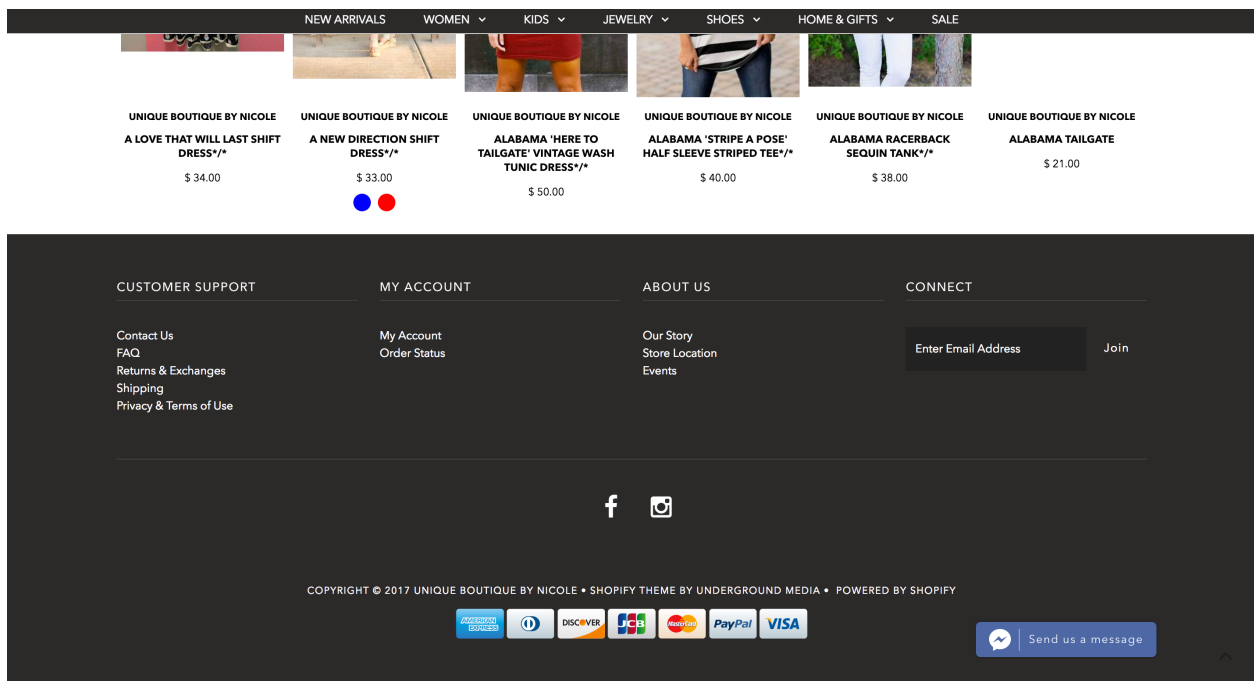 NEW ARRIVALS WOMEN KIDS JEWELRY SHOES HOME & GIFTS SALE
UNIQUE BOUTIQUE BY NICOLE
A LOVE THAT WILL LAST SHIFT
DRESS*/*
$ 34.00
UNIQUE BOUTIQUE BY NICOLE
A NEW DIRECTION SHIFT
DRESS*/*
$ 33.00
UNIQUE BOUTIQUE BY NICOLE
ALABAMA 'HERE TO
TAILGATE' VINTAGE WASH
TUNIC DRESS*/*
$ 50.00
UNIQUE BOUTIQUE BY NICOLE
ALABAMA 'STRIPE A POSE'
HALF SLEEVE STRIPED TEE*/*
$ 40.00
UNIQUE BOUTIQUE BY NICOLE
ALABAMA RACERBACK
SEQUIN TANK*/*
$ 38.00
UNIQUE BOUTIQUE BY NICOLE
ALABAMA TAILGATE
$ 21.00
CUSTOMER SUPPORT
Contact Us
FAQ
Returns & Exchanges
Shipping
Privacy & Terms of Use
MY ACCOUNT
My Account
Order Status
ABOUT US
Our Story
Store Location
Events
CONNECT
Enter Email Address Join
COPYRIGHT © 2017 UNIQUE BOUTIQUE BY NICOLE • SHOPIFY THEME BY UNDERGROUND MEDIA • POWERED BY SHOPIFY
AMERICAN
EXPRESS
DISCOVER
JCB
MasterCard
PayPal
VISA
Send us a message